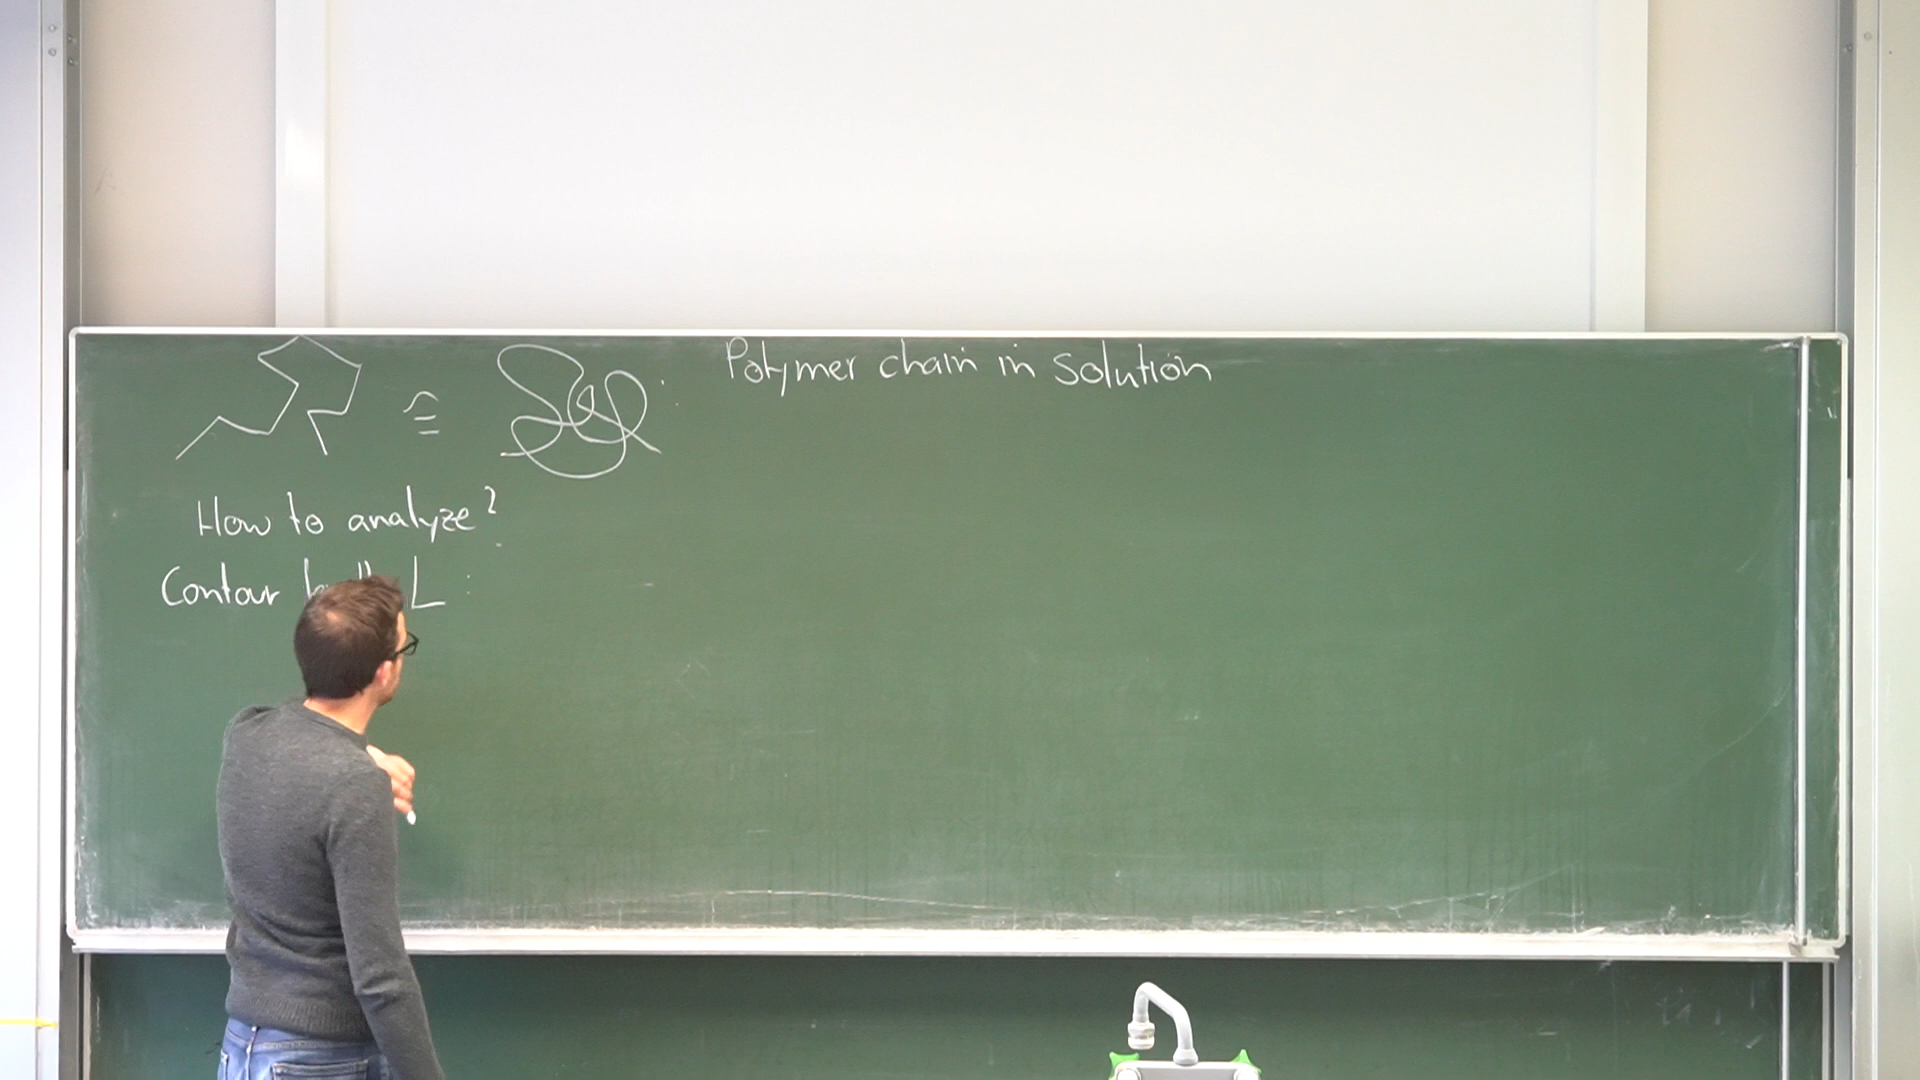 ≙ : Polymer chain in solution
How to analyze?
Contour L :